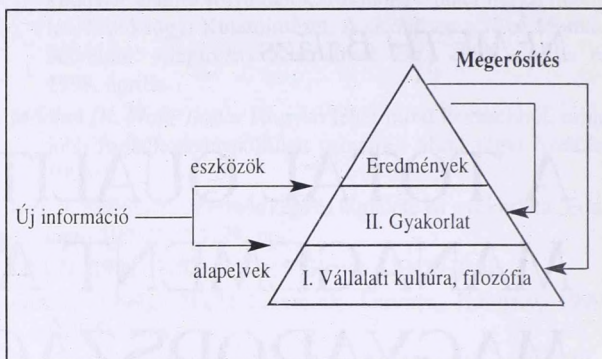 Megerősítés
eszközök
Eredmények
Új információ
II. Gyakorlat
alapelvek
I. Vállalati kultúra, filozófia